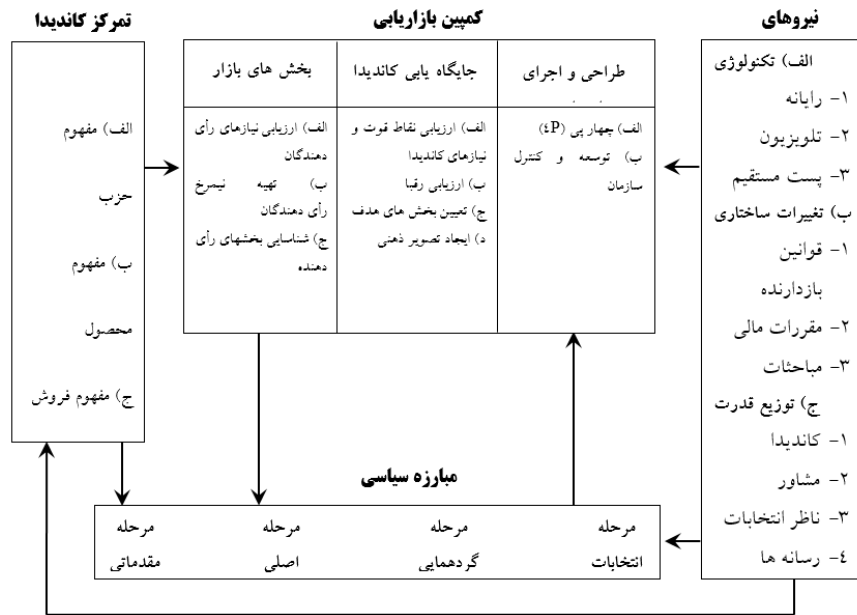 نیروهای
الف) تکنولوژی
۱- رایانه
۲- تلویزیون
۳- پست مستقیم
ب) تغییرات ساختاری
۱- قوانین
بازدارنده
۲- مقررات مالی
۳- مباحثات
ج) توزیع قدرت
۱- کاندیدا
۲- مشاور
۳- ناظر انتخابات
٤- رسانه ها
کمپین بازاریابی
طراحی و اجرای
الف) چهار پی (٤P)
ب) توسعه و کنترل
سازمان
جایگاه یابی کاندیدا
الف) ارزیابی نقاط قوت و
نیازهای کاندیدا
ب) ارزیابی رقبا
ج) تعیین بخش های هدف
د) ایجاد تصویر ذهنی
بخش های بازار
الف) ارزیابی نیازهای رأی
دهندگان
ب) تهیه نیمرخ
رأی دهندگان
ج) شناسایی بخشهای رأی
دهنده
تمرکز کاندیدا
الف) مفهوم
حزب
ب) مفهوم
محصول
ج) مفهوم فروش
مبارزه سیاسی
مرحله
انتخابات
مرحله
گردهمایی
مرحله
اصلی
مرحله
مقدماتی